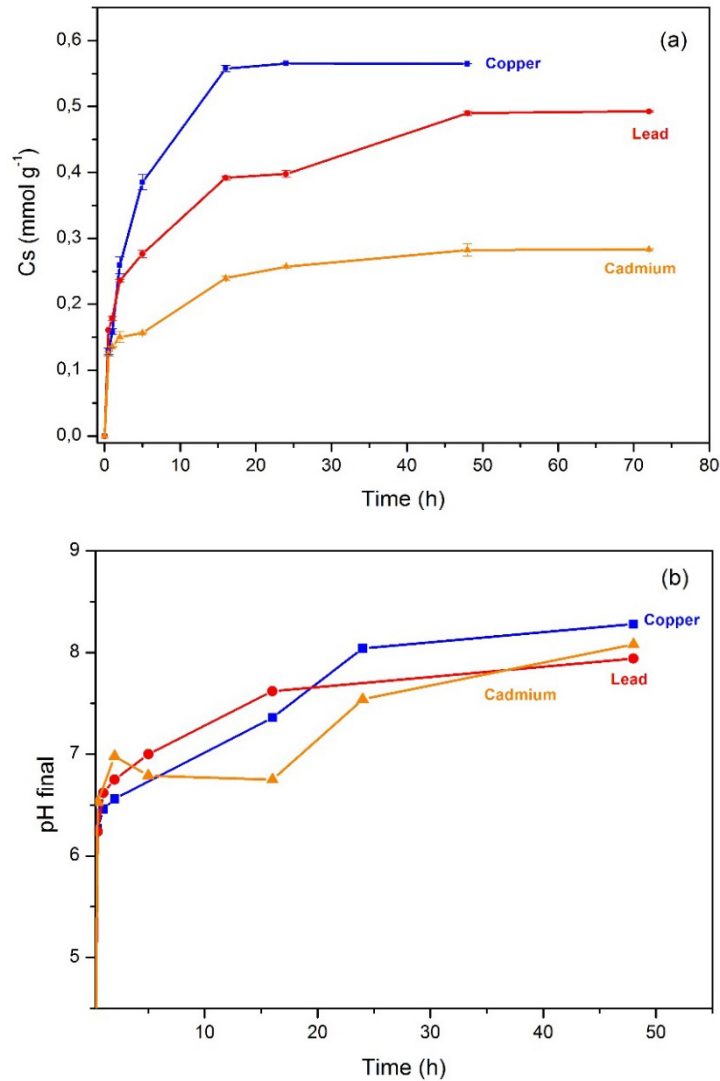 (a)
Copper
Lead
Cadmium
Cs (mmol g-1)
0,6
0,5
0,4
0,3
0,2
0,1
0,0
0 10 20 30 40 50 60 70 80
Time (h)
(b)
Copper
Lead
Cadmium
pH final
9
8
7
6
5
10 20 30 40 50
Time (h)